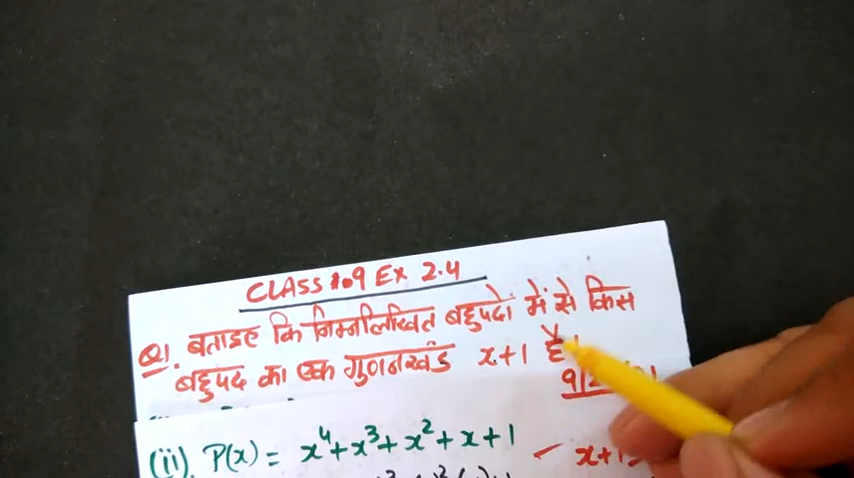 CLASS 9 Ex 2.4
Q1. बताइए कि निम्नलिखित बहुपदों में से किस
बहुपद का एक गुणनखंड x+1 है।
(ii). P(x) = x⁴+x³+x²+x+1
x+1